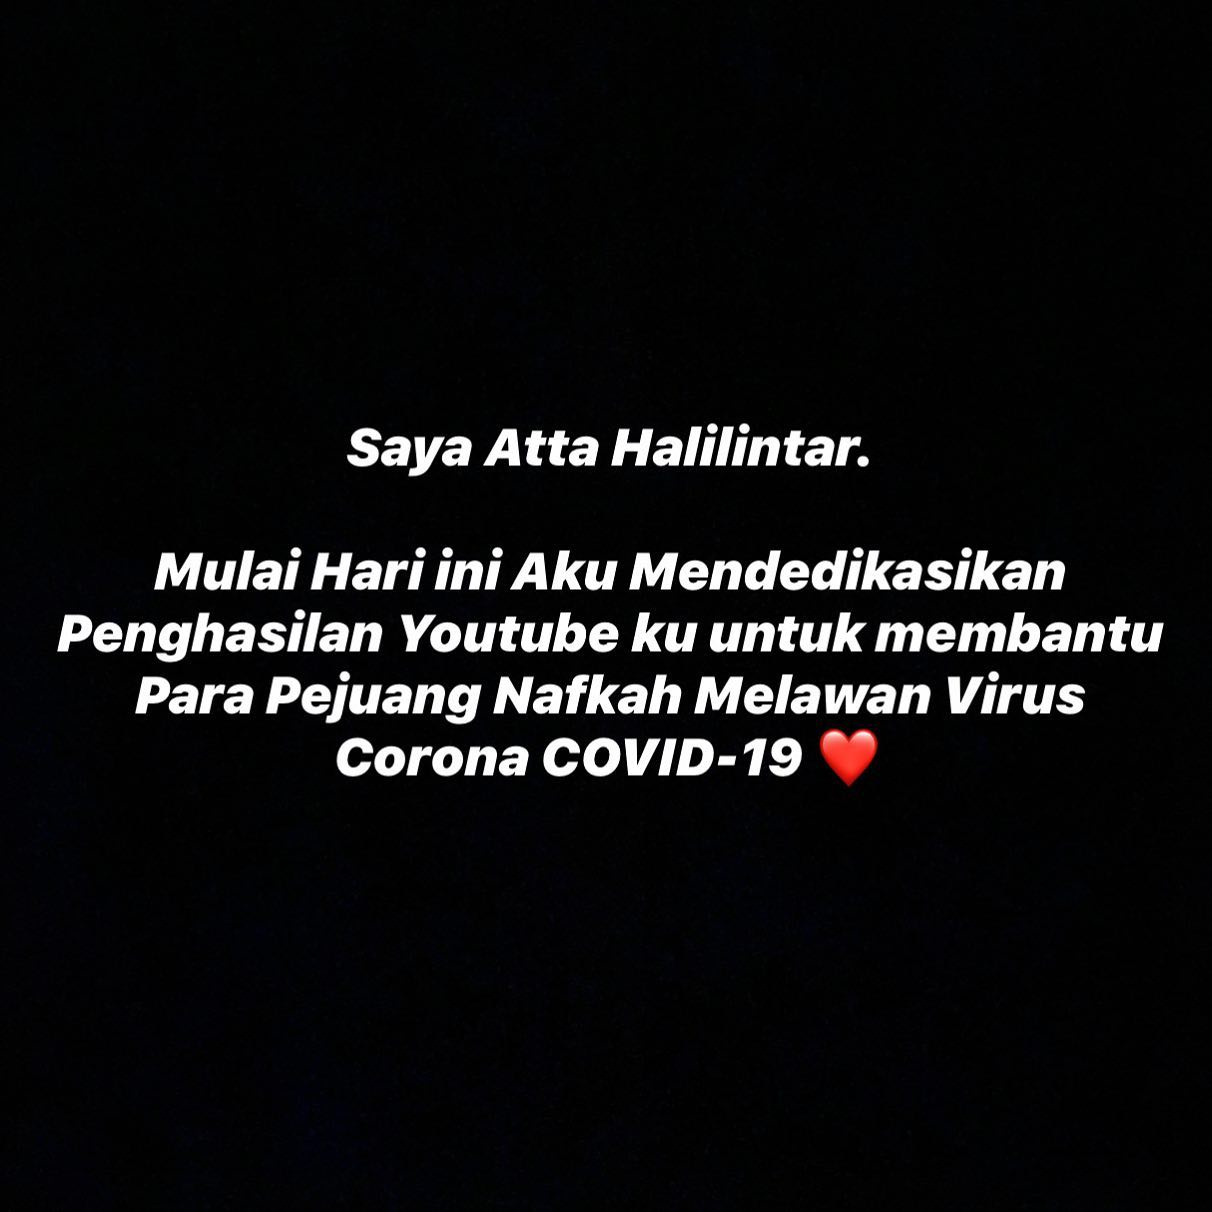 Saya Atta Halilintar.
Mulai Hari ini Aku Mendedikasikan
Penghasilan Youtube ku untuk membantu
Para Pejuang Nafkah Melawan Virus
Corona COVID-19 ❤️